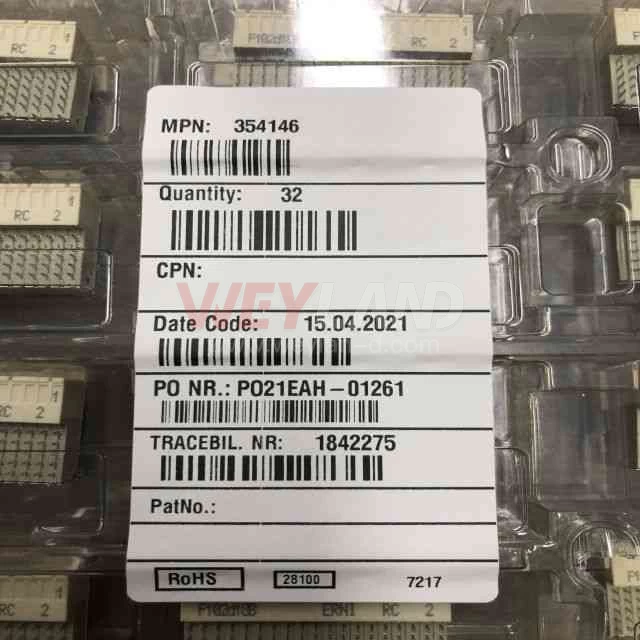 RC 2
RC 2
MPN: 354146
Quantity: 32
RC 2
CPN:
WEYLAND
Date Code: 15.04.2021
PO NR.: PO21EAH-01261
RC 2
TRACEBIL. NR: 1842275
PatNo.:
RoHS 28100 7217
ERNI RC 2